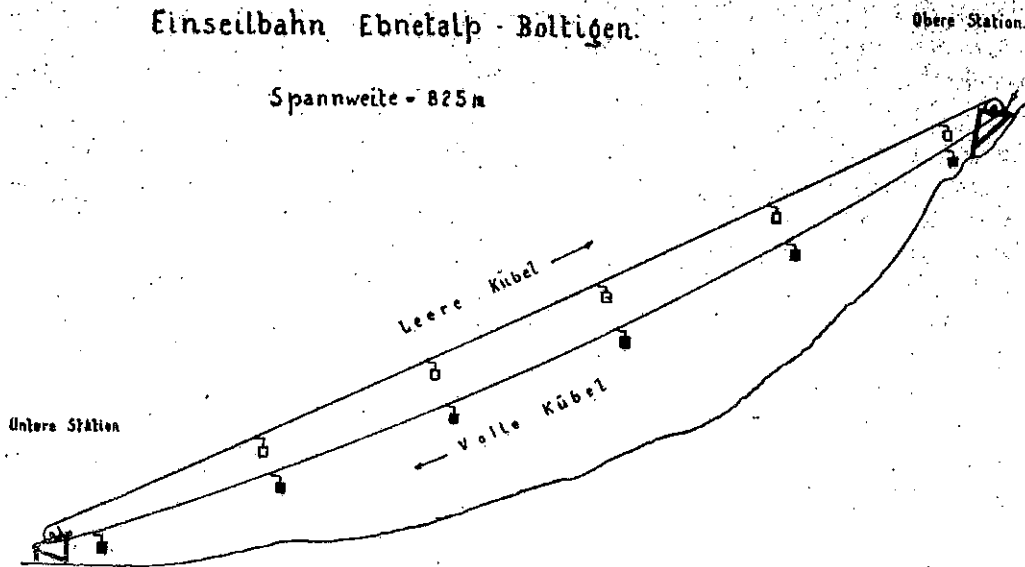 Einseilbahn Ebnetalp - Boltigen.
Obere Station.
Spannweite = 825 m
Leere Kübel
Untere Station
Volle Kübel